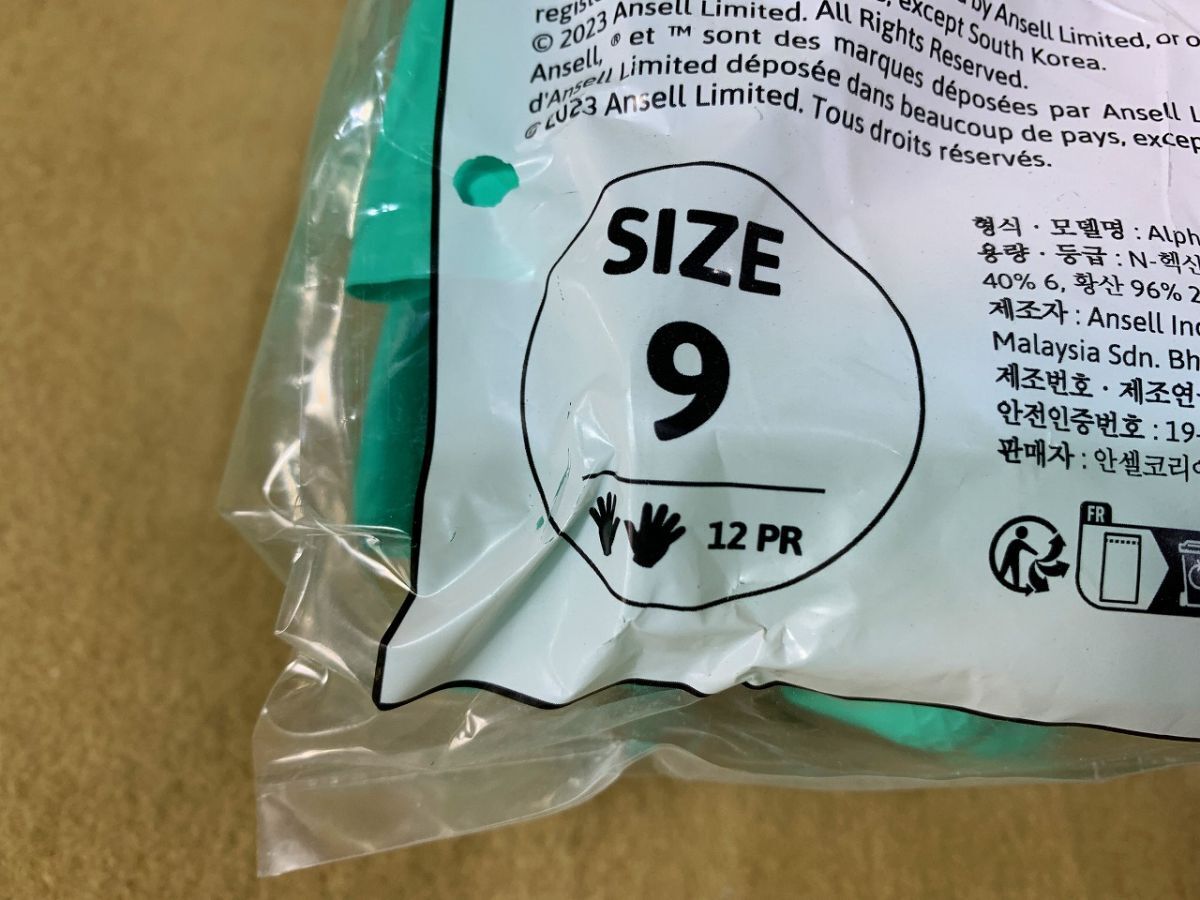 by Ansell Limited, or
except South Korea.
© 2023 Ansell Limited. All Rights Reserved.
Ansell, ® et ™ sont des marques déposées par Ansell
d'Ansell Limited déposée dans beaucoup de pays,
© 2023 Ansell Limited. Tous droits réservés.
SIZE
9
12 PR
형식 · 모델명 : Alph
용량 · 등급 : N-헥산
40% 6, 황산 96% 2
제조자 : Ansell
Malaysia Sdn. Bh
제조번호 · 제조연
안전인증번호 : 19-
판매자 : 안셀코리아
FR